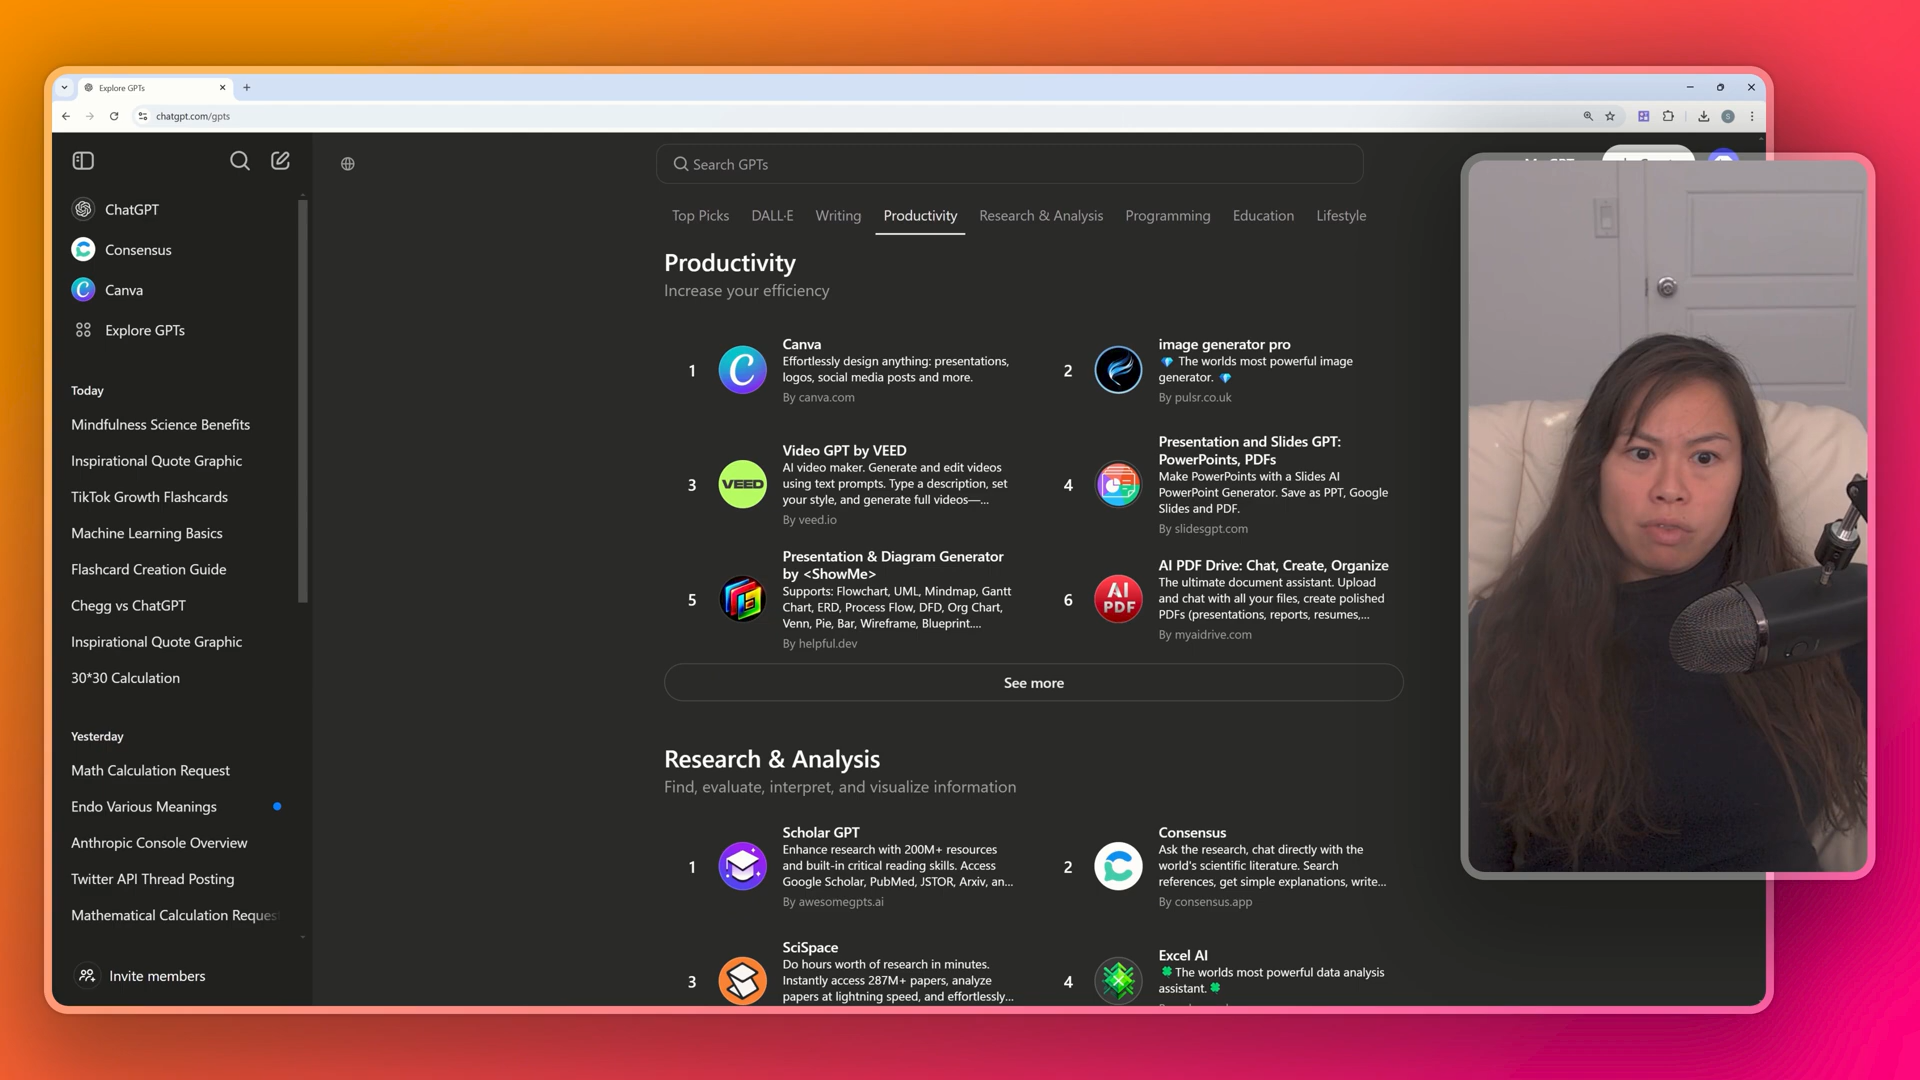 Explore GPTs
chatgpt.com/gpts
ChatGPT
Consensus
Canva
Explore GPTs
Today
Mindfulness Science Benefits
Inspirational Quote Graphic
TikTok Growth Flashcards
Machine Learning Basics
Flashcard Creation Guide
Chegg vs ChatGPT
Inspirational Quote Graphic
30*30 Calculation
Yesterday
Math Calculation Request
Endo Various Meanings
Anthropic Console Overview
Twitter API Thread Posting
Mathematical Calculation Reques
Invite members
Search GPTs
Top Picks
DALL·E
Writing
Productivity
Research & Analysis
Programming
Education
Lifestyle
Productivity
Increase your efficiency
1
Canva
Effortlessly design anything: presentations,
logos, social media posts and more.
By canva.com
2
image generator pro
💎 The worlds most powerful image
generator. 💎
By pulsr.co.uk
3
VEED
Video GPT by VEED
AI video maker. Generate and edit videos
using text prompts. Type a description, set
your style, and generate full videos—...
By veed.io
4
Presentation and Slides GPT:
PowerPoints, PDFs
Make PowerPoints with a Slides AI
PowerPoint Generator. Save as PPT, Google
Slides and PDF.
By slidesgpt.com
5
Presentation & Diagram Generator
by <ShowMe>
Supports: Flowchart, UML, Mindmap, Gantt
Chart, ERD, Process Flow, DFD, Org Chart,
Venn, Pie, Bar, Wireframe, Blueprint....
By helpful.dev
6
AI
PDF
AI PDF Drive: Chat, Create, Organize
The ultimate document assistant. Upload
and chat with all your files, create polished
PDFs (presentations, reports, resumes,...
By myaidrive.com
See more
Research & Analysis
Find, evaluate, interpret, and visualize information
1
Scholar GPT
Enhance research with 200M+ resources
and built-in critical reading skills. Access
Google Scholar, PubMed, JSTOR, Arxiv, an...
By awesomegpts.ai
2
Consensus
Ask the research, chat directly with the
world's scientific literature. Search
references, get simple explanations, write...
By consensus.app
3
SciSpace
Do hours worth of research in minutes.
Instantly access 287M+ papers, analyze
papers at lightning speed, and effortlessly...
4
Excel AI
🍀The worlds most powerful data analysis
assistant. 🍀